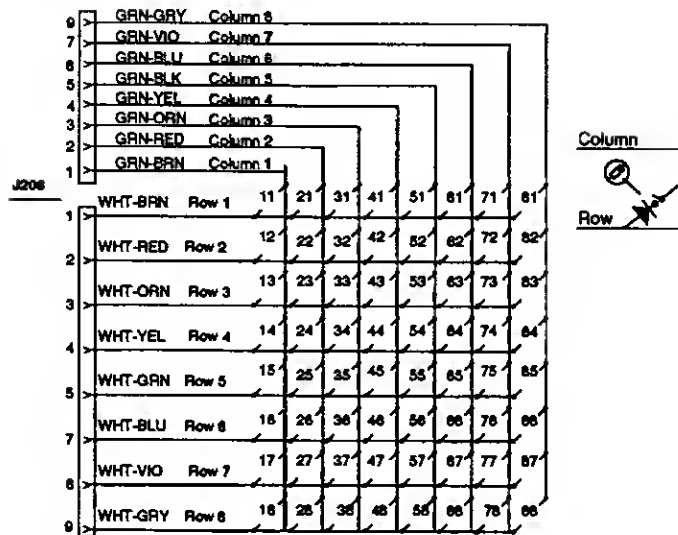 9 GRN-GRY Column 8
7 GRN-VIO Column 7
6 GRN-BLU Column 6
5 GRN-BLK Column 5
4 GRN-YEL Column 4
3 GRN-ORN Column 3
2 GRN-RED Column 2
1 GRN-BRN Column 1
J206
WHT-BRN Row 1 11 21 31 41 51 61 71 81
1
WHT-RED Row 2 12 22 32 42 52 62 72 82
2
WHT-ORN Row 3 13 23 33 43 53 63 73 83
3
WHT-YEL Row 4 14 24 34 44 54 64 74 84
4
WHT-GRN Row 5 15 25 35 45 55 65 75 85
5
WHT-BLU Row 6 16 26 36 46 56 66 76 86
7
WHT-VIO Row 7 17 27 37 47 57 67 77 87
8
WHT-GRY Row 8 18 28 38 48 58 68 78 88
9
Column
Row